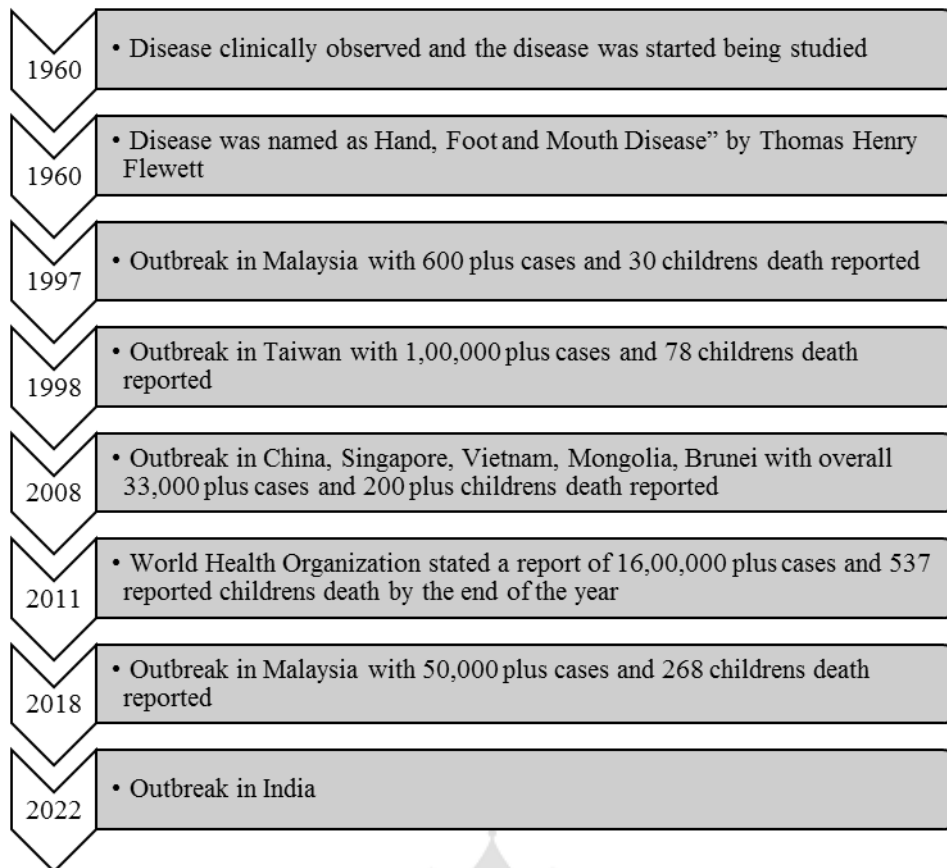 1960
• Disease clinically observed and the disease was started being studied
1960
• Disease was named as Hand, Foot and Mouth Disease” by Thomas Henry
Flewett
1997
• Outbreak in Malaysia with 600 plus cases and 30 childrens death reported
1998
• Outbreak in Taiwan with 1,00,000 plus cases and 78 childrens death
reported
2008
• Outbreak in China, Singapore, Vietnam, Mongolia, Brunei with overall
33,000 plus cases and 200 plus childrens death reported
2011
• World Health Organization stated a report of 16,00,000 plus cases and 537
reported childrens death by the end of the year
2018
• Outbreak in Malaysia with 50,000 plus cases and 268 childrens death
reported
2022
• Outbreak in India